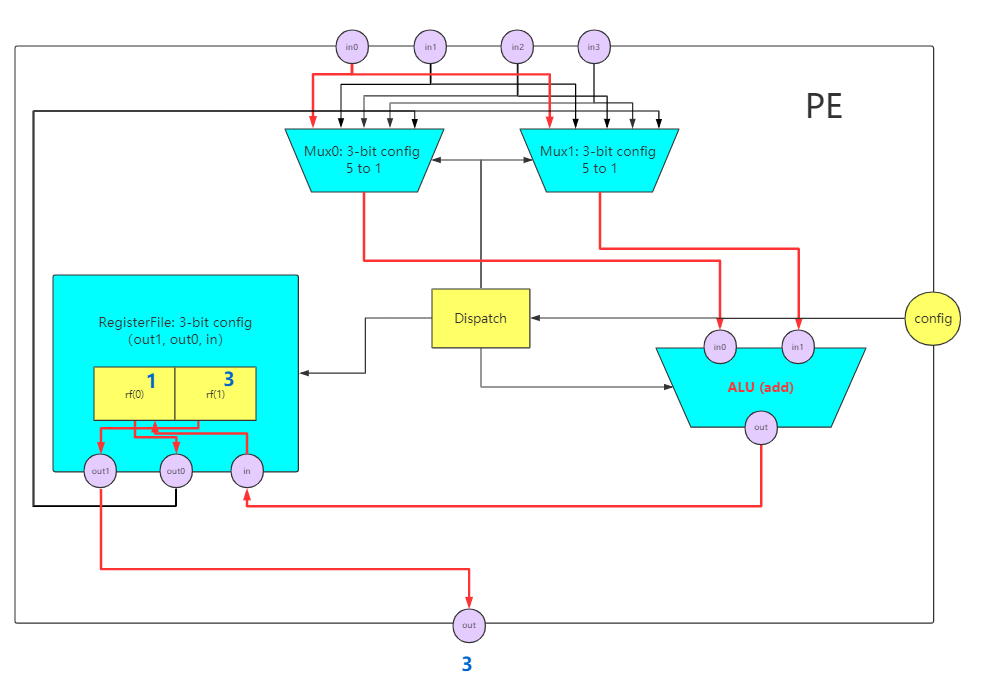 in0
in1
in2
in3
PE
Mux0: 3-bit config
5 to 1
Mux1: 3-bit config
5 to 1
RegisterFile: 3-bit config
(out1, out0, in)
Dispatch
config
1
3
rf(0)
rf(1)
in0
in1
ALU (add)
out
out1
out0
in
out
3